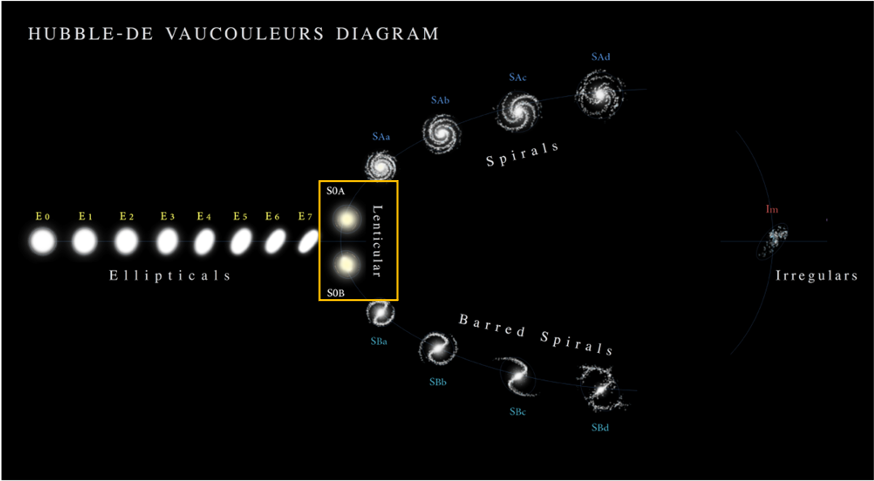 HUBBLE-DE VAUCOULEURS DIAGRAM
SAa
SAb
SAc
SAd
Spirals
E0
E1
E2
E3
E4
E5
E6
E7
Ellipticals
S0A
Lenticular
S0B
SBa
SBb
SBc
SBd
Barred Spirals
Im
Irregulars